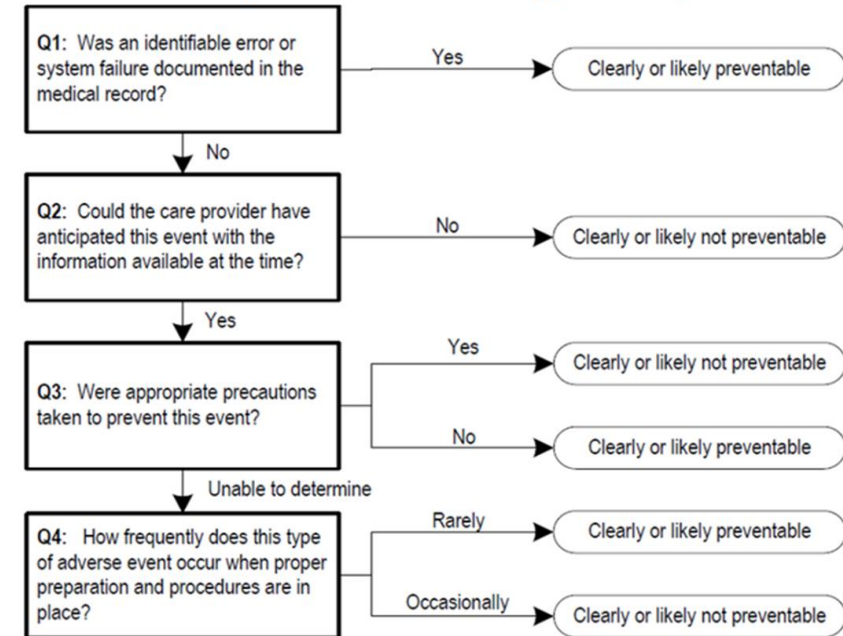 Q1: Was an identifiable error or
system failure documented in the
medical record?
Yes
Clearly or likely preventable
No
Q2: Could the care provider have
anticipated this event with the
information available at the time?
No
Clearly or likely not preventable
Yes
Q3: Were appropriate precautions
taken to prevent this event?
Yes
Clearly or likely not preventable
No
Clearly or likely preventable
Unable to determine
Q4: How frequently does this type
of adverse event occur when proper
preparation and procedures are in
place?
Rarely
Clearly or likely preventable
Occasionally
Clearly or likely not preventable